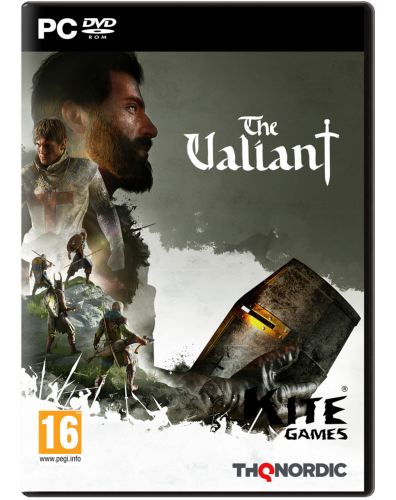 PC DVD
ROM
The
Valiant
KITE
®
GAMES
16
www.pegi.info
THQNORDIC